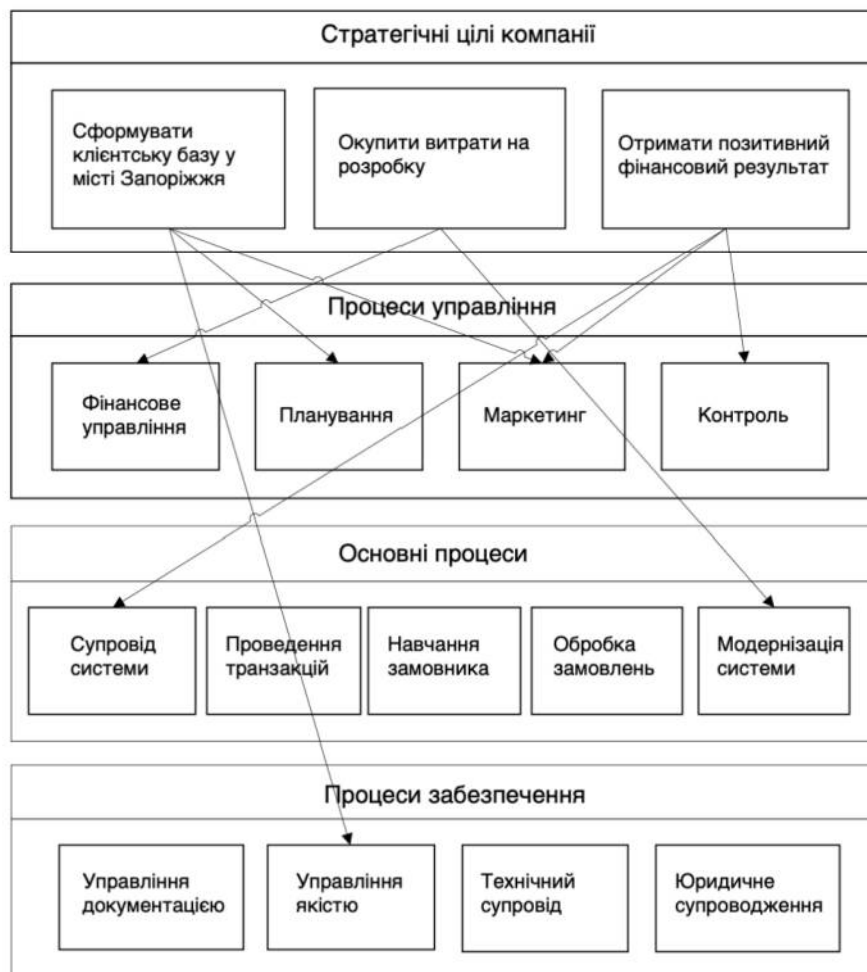 Стратегічні цілі компанії
Сформувати
клієнтську базу у
місті Запоріжжя
Окупити витрати на
розробку
Отримати позитивний
фінансовий результат
Процеси управління
Фінансове
управління
Планування
Маркетинг
Контроль
Основні процеси
Супровід
системи
Проведення
транзакцій
Навчання
замовника
Обробка
замовлень
Модернізація
системи
Процеси забезпечення
Управління
документацією
Управління
якістю
Технічний
супровід
Юридичне
супроводження